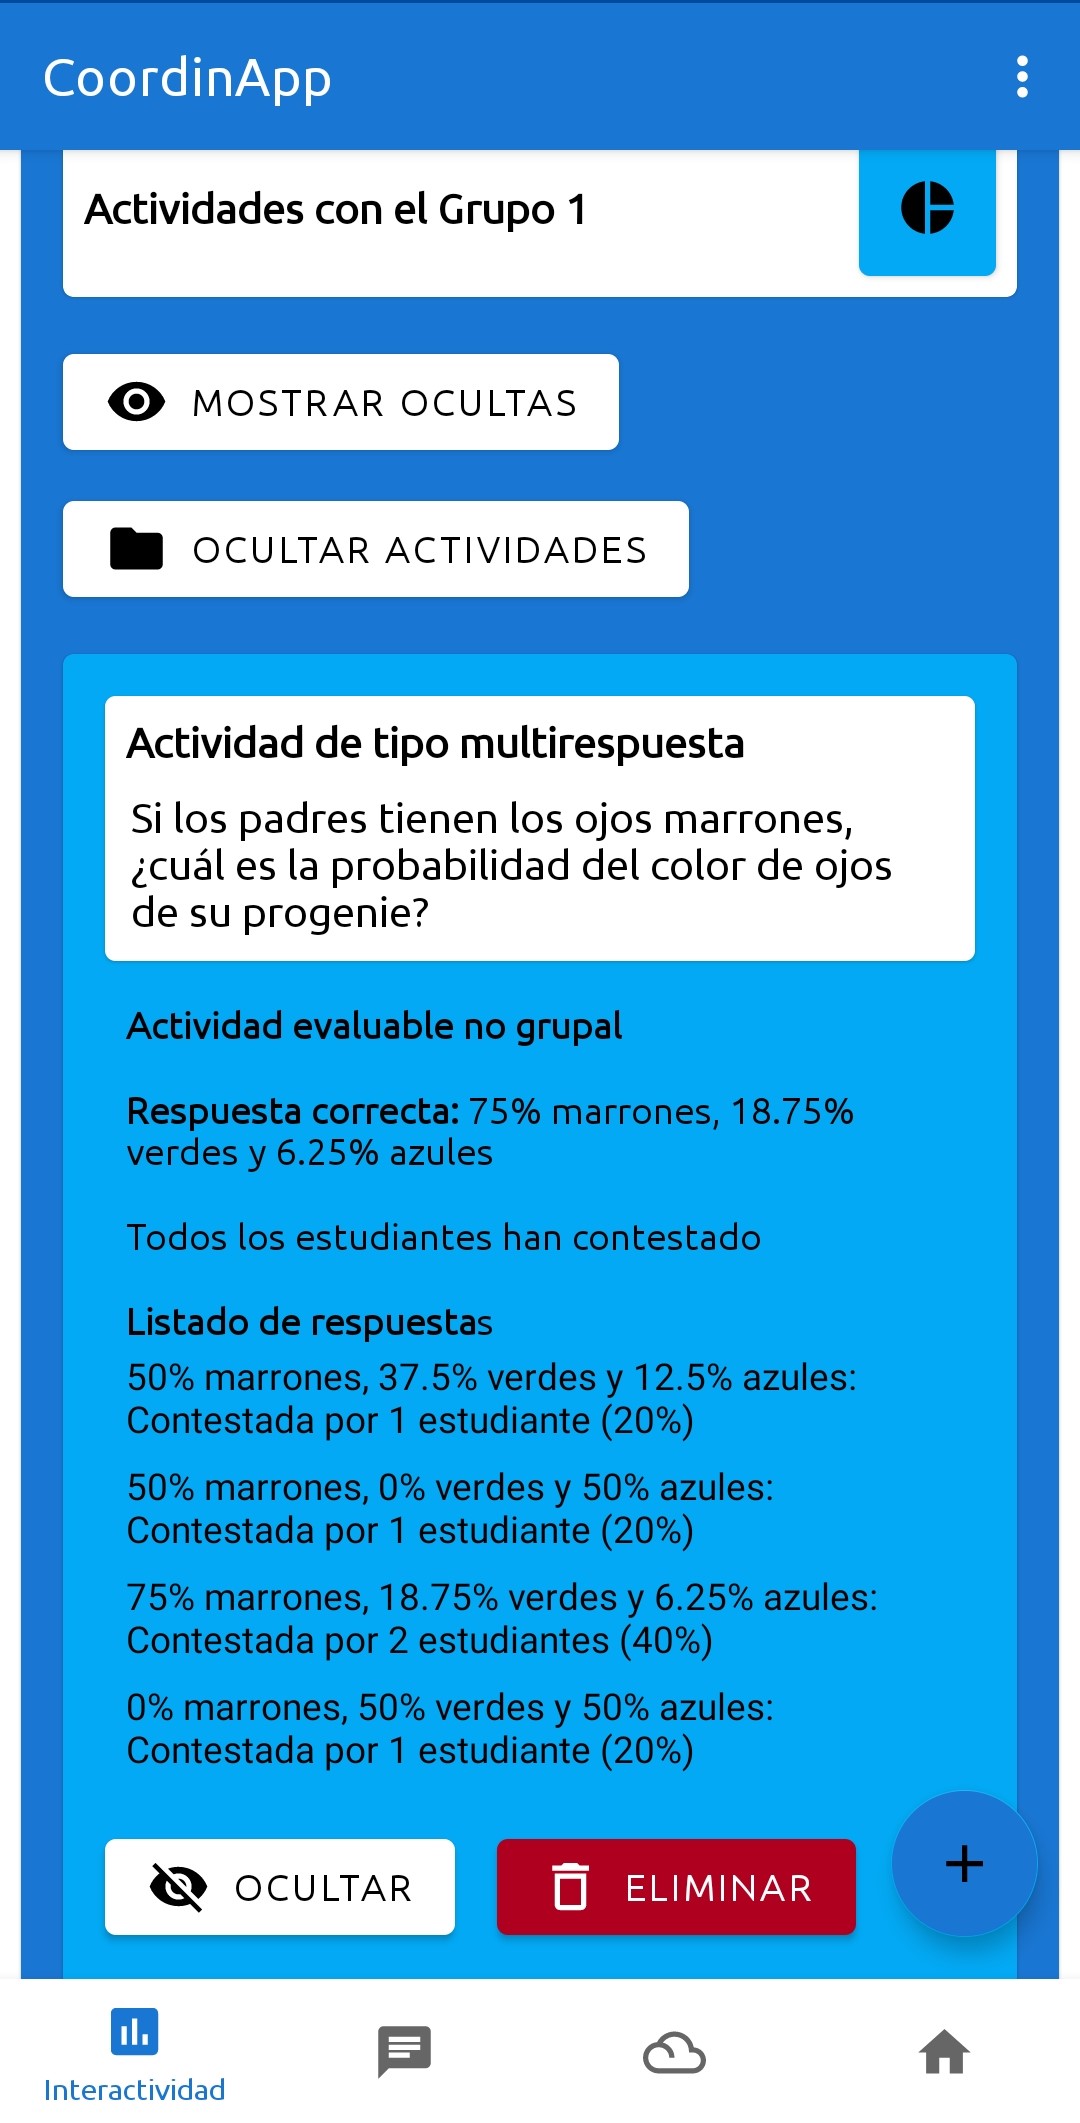 CoordinApp
Actividades con el Grupo 1
MOSTRAR OCULTAS
OCULTAR ACTIVIDADES
Actividad de tipo multirespuesta
Si los padres tienen los ojos marrones,
¿cuál es la probabilidad del color de ojos
de su progenie?
Actividad evaluable no grupal
Respuesta correcta: 75% marrones, 18.75%
verdes y 6.25% azules
Todos los estudiantes han contestado
Listado de respuestas
50% marrones, 37.5% verdes y 12.5% azules:
Contestada por 1 estudiante (20%)
50% marrones, 0% verdes y 50% azules:
Contestada por 1 estudiante (20%)
75% marrones, 18.75% verdes y 6.25% azules:
Contestada por 2 estudiantes (40%)
0% marrones, 50% verdes y 50% azules:
Contestada por 1 estudiante (20%)
OCULTAR
ELIMINAR
Interactividad